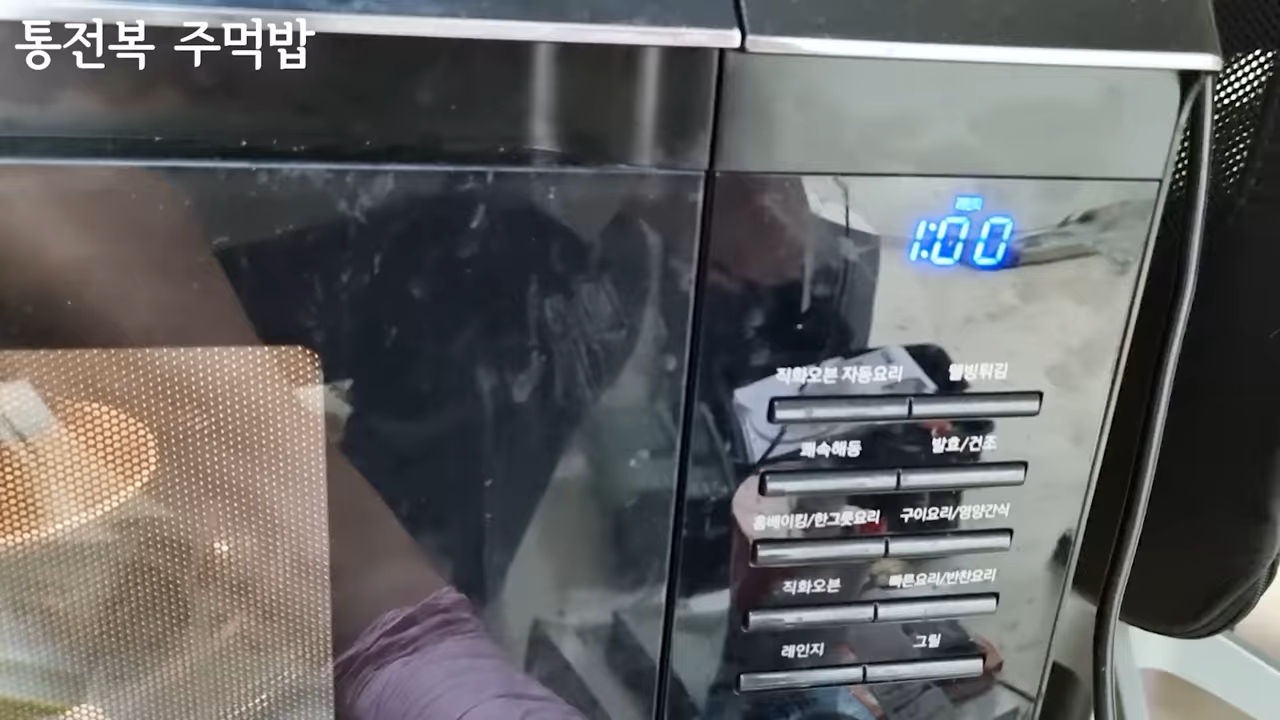 통전복 주먹밥
레인지
1:00
직화오븐 자동요리 웰빙튀김
쾌속해동 발효/건조
홈베이킹/한그릇요리 구이요리/영양간식
직화오븐 빠른요리/반찬요리
레인지 그릴